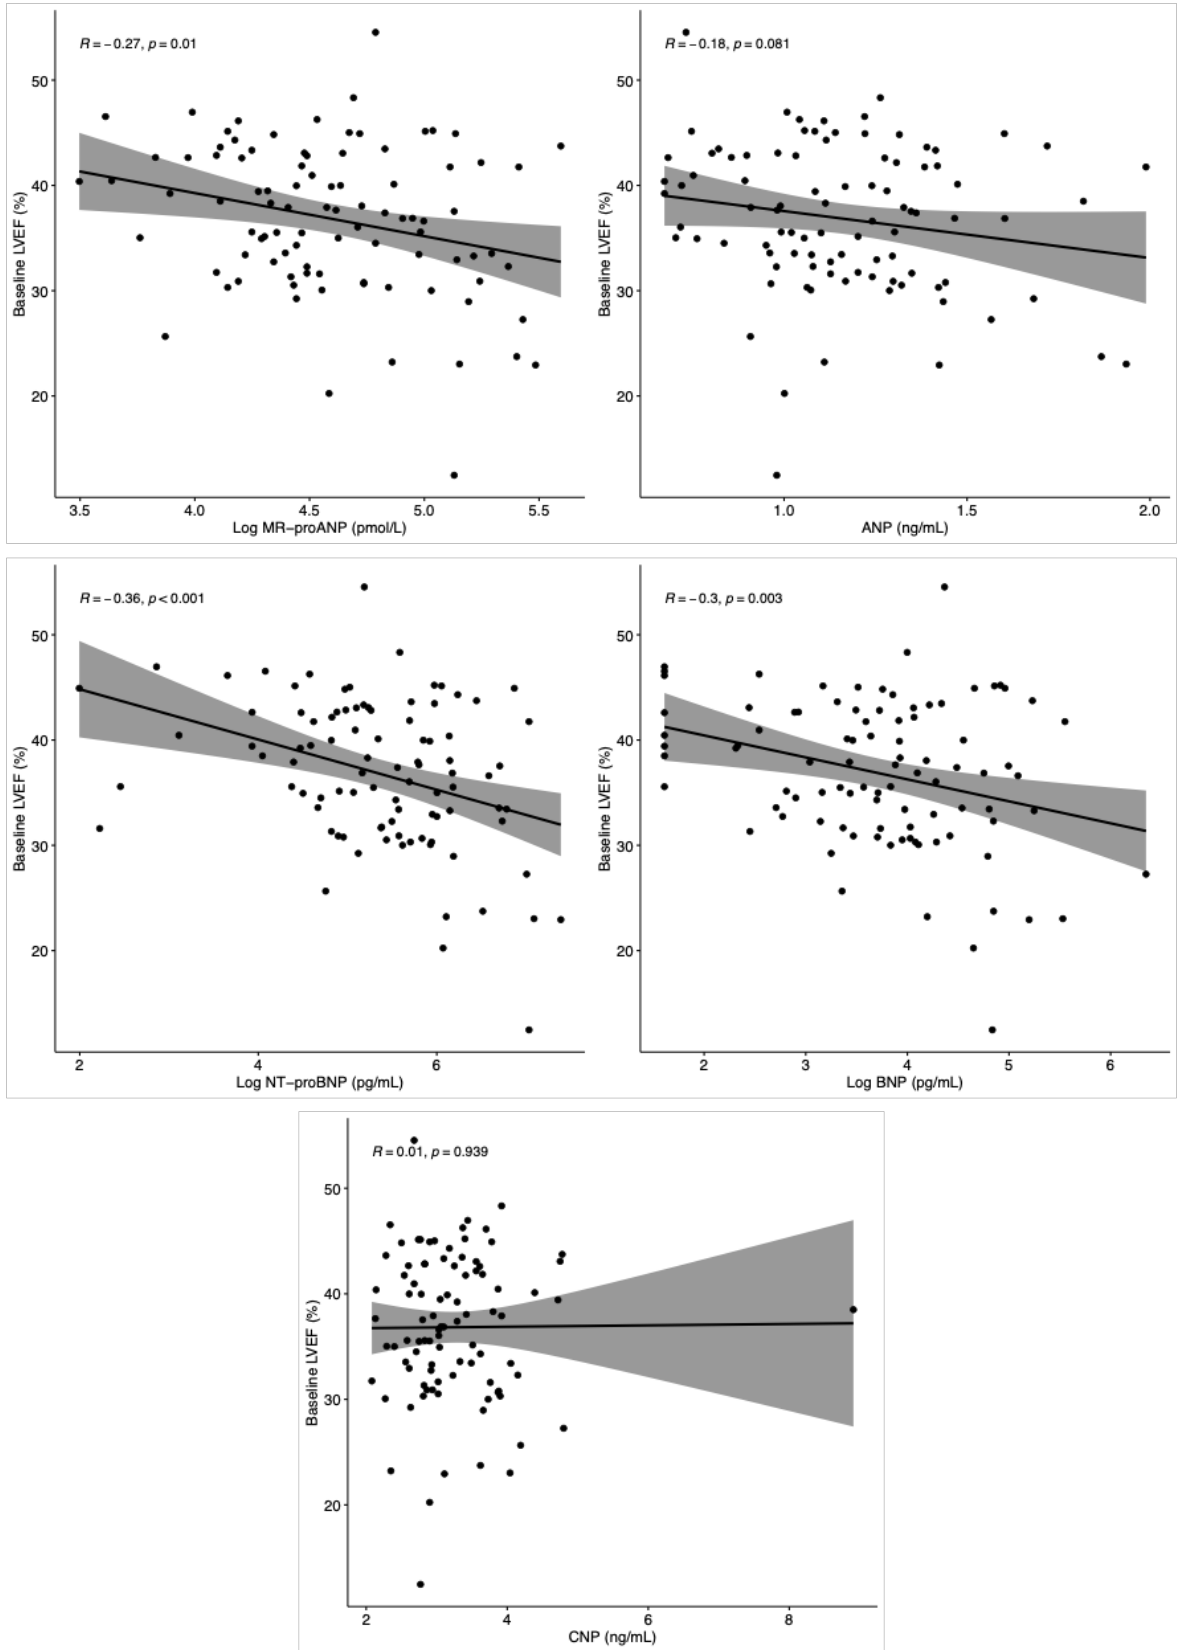 R = −0.27, p = 0.01
50
40
30
20
Baseline LVEF (%)
3.5 4.0 4.5 5.0 5.5
Log MR−proANP (pmol/L)
R = −0.18, p = 0.081
50
40
30
20
Baseline LVEF (%)
1.0 1.5 2.0
ANP (ng/mL)
R = −0.36, p < 0.001
50
40
30
20
Baseline LVEF (%)
2 4 6
Log NT−proBNP (pg/mL)
R = −0.3, p = 0.003
50
40
30
20
Baseline LVEF (%)
2 3 4 5 6
Log BNP (pg/mL)
R = 0.01, p = 0.939
50
40
30
20
Baseline LVEF (%)
2 4 6 8
CNP (ng/mL)